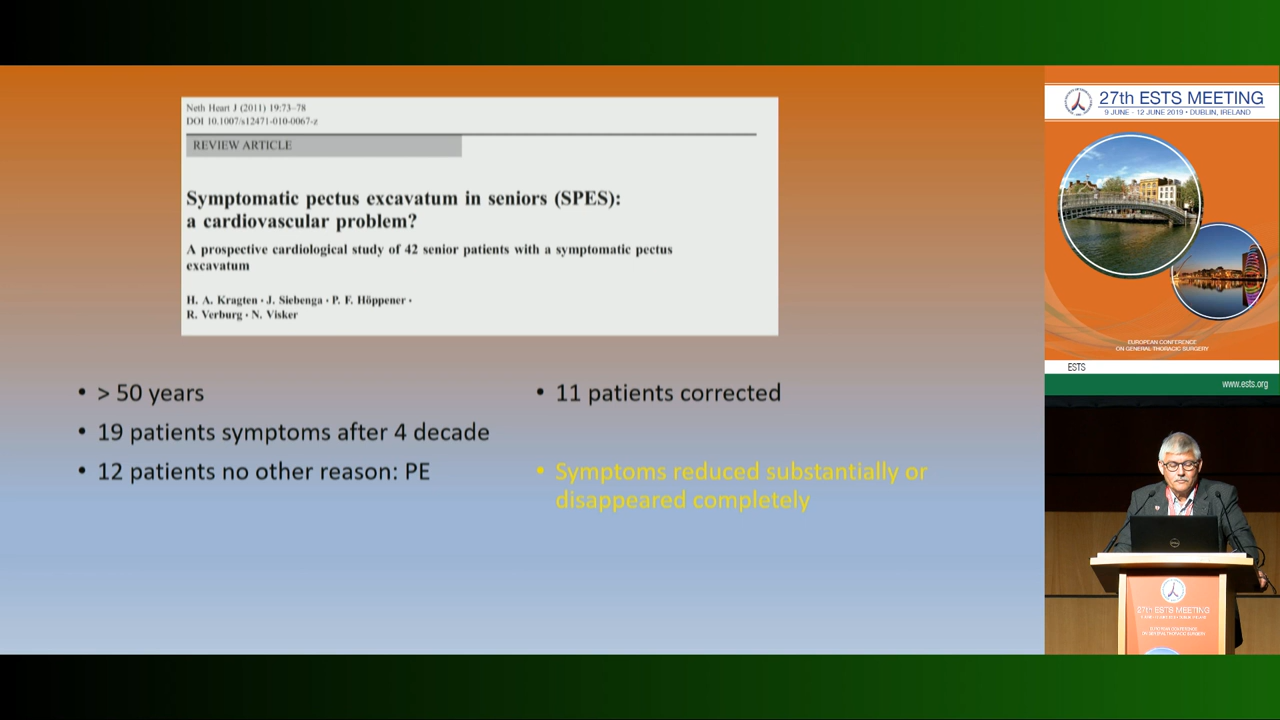 Neth Heart J (2011) 19:73–78
DOI 10.1007/s12471-010-0067-z
REVIEW ARTICLE
Symptomatic pectus excavatum in seniors (SPES):
a cardiovascular problem?
A prospective cardiological study of 42 senior patients with a symptomatic pectus
excavatum
H. A. Kragten · J. Siebenga · P. F. Höppener ·
R. Verburg · N. Visker
• > 50 years
• 19 patients symptoms after 4 decade
• 12 patients no other reason: PE
• 11 patients corrected
• Symptoms reduced substantially or
disappeared completely
27th ESTS MEETING
9 JUNE - 12 JUNE 2019 • DUBLIN, IRELAND
EUROPEAN CONFERENCE
ON GENERAL THORACIC SURGERY
ESTS
www.ests.org
27th ESTS MEETING